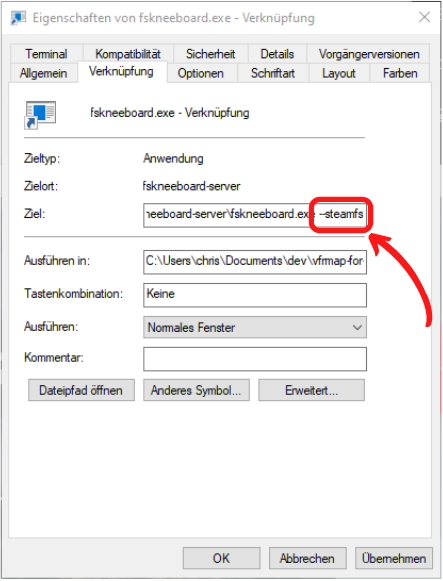 Eigenschaften von fskneeboard.exe - Verknüpfung
Terminal Kompatibilität Sicherheit Details Vorgängerversionen
Allgemein Verknüpfung Optionen Schriftart Layout Farben
fskneeboard.exe - Verknüpfung
Zieltyp: Anwendung
Zielort: fskneeboard-server
Ziel: neeboard-server\fskneeboard.exe --steamfs
Ausführen in: C:\Users\chris\Documents\dev\vfrmap-for-
Tastenkombination: Keine
Ausführen: Normales Fenster
Kommentar:
Dateipfad öffnen Anderes Symbol... Erweitert...
OK Abbrechen Übernehmen